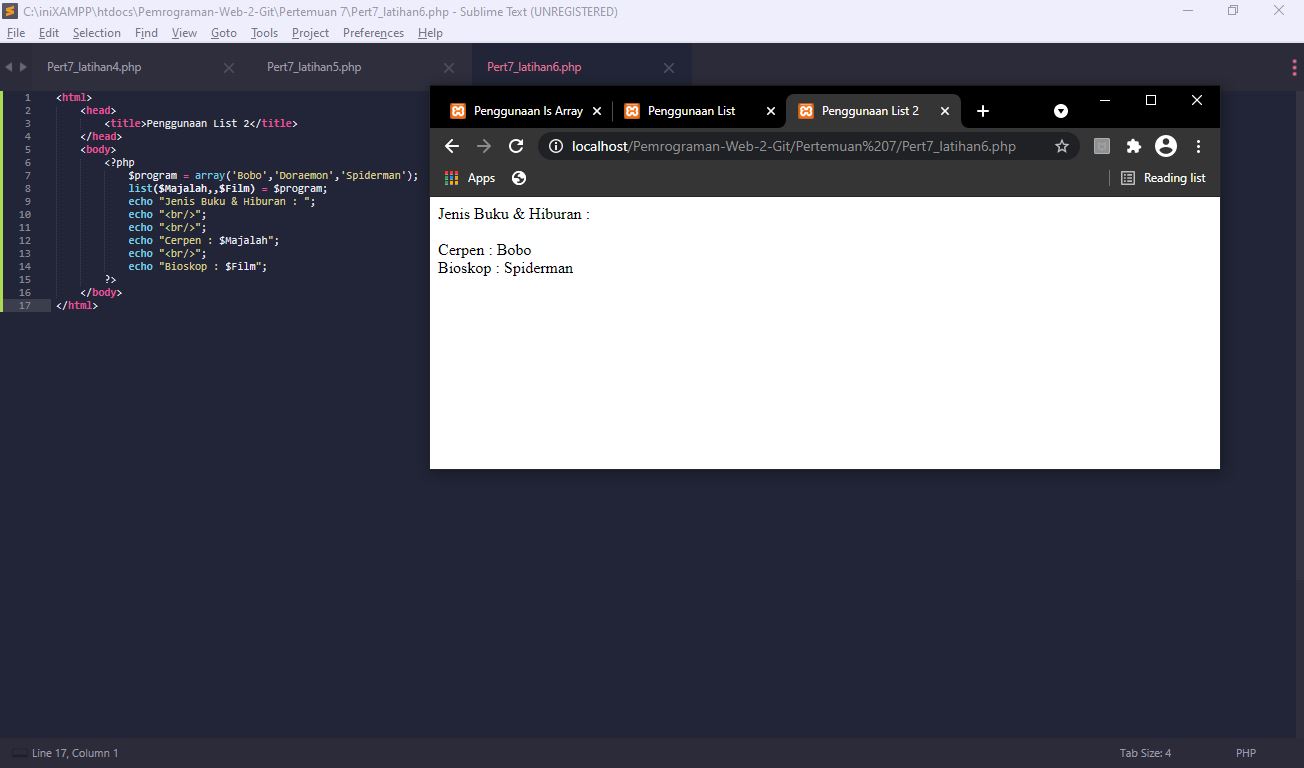 C:\iniXAMPP\htdocs\Pemrograman-Web-2-Git\Pertemuan 7\Pert7_latihan6.php - Sublime Text (UNREGISTERED)
File Edit Selection Find View Goto Tools Project Preferences Help
Pert7_latihan4.php Pert7_latihan5.php Pert7_latihan6.php
1 <html>
2 <head>
3 <title>Penggunaan List 2</title>
4 </head>
5 <body>
6 <?php
7 $program = array('Bobo','Doraemon','Spiderman');
8 list($Majalah,,$Film) = $program;
9 echo "Jenis Buku & Hiburan : ";
10 echo "<br/>";
11 echo "<br/>";
12 echo "Cerpen : $Majalah";
13 echo "<br/>";
14 echo "Bioskop : $Film";
15 ?>
16 </body>
17 </html>
Penggunaan Is Array Penggunaan List Penggunaan List 2
localhost/Pemrograman-Web-2-Git/Pertemuan%207/Pert7_latihan6.php
Apps Reading list
Jenis Buku & Hiburan :
Cerpen : Bobo
Bioskop : Spiderman
Line 17, Column 1 Tab Size: 4 PHP